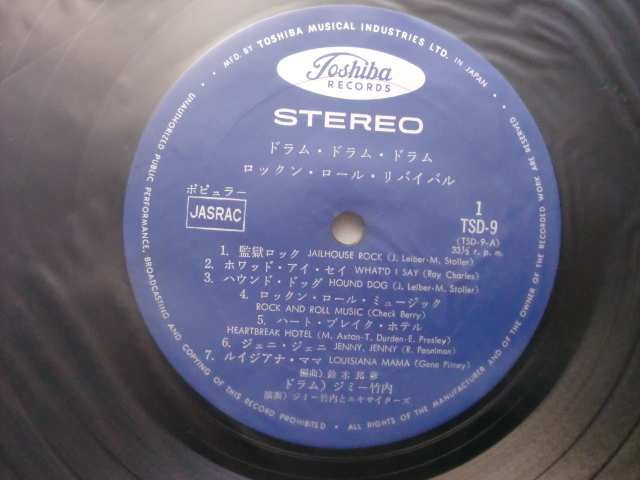 MFD. BY TOSHIBA MUSICAL INDUSTRIES LTD. IN JAPAN
Toshiba
RECORDS
STEREO
ドラム・ドラム・ドラム
ロックン・ロール・リバイバル
ポピュラー
JASRAC
1
TSD-9
(TSD-9-A)
33⅓ r. p. m.
1. 監獄ロック JAILHOUSE ROCK (J. Leiber-M. Stoller)
2. ホワッド・アイ・セイ WHAT'D I SAY (Ray Charles)
3. ハウンド・ドッグ HOUND DOG (J. Leiber-M. Stoller)
4. ロックン・ロール・ミュージック
ROCK AND ROLL MUSIC (Check Berry)
5. ハート・ブレイク・ホテル
HEARTBREAK HOTEL (M. Axton-T. Durden-E. Presley)
6. ジェニ・ジェニ JENNY, JENNY (R. Penniman)
7. ルイジアナ・ママ LOUISIANA MAMA (Gene Pitney)
編曲) 鈴木邦彦
ドラム) ジミー竹内
演奏) ジミー竹内とエキサイターズ
UNAUTHORIZED PUBLIC PERFORMANCE, BROADCASTING AND COPYING OF THIS RECORD PROHIBITED
ALL RIGHTS OF THE MANUFACTURER AND OF THE OWNER OF THE RECORDED WORK ARE RESERVED